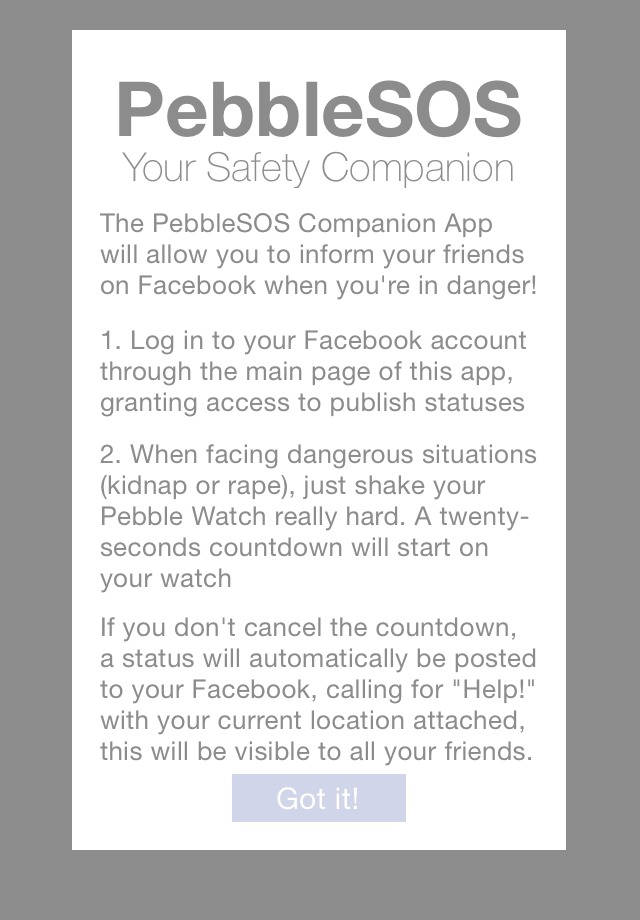 PebbleSOS
Your Safety Companion
The PebbleSOS Companion App
will allow you to inform your friends
on Facebook when you're in danger!
1. Log in to your Facebook account
through the main page of this app,
granting access to publish statuses
2. When facing dangerous situations
(kidnap or rape), just shake your
Pebble Watch really hard. A twenty-
seconds countdown will start on
your watch
If you don't cancel the countdown,
a status will automatically be posted
to your Facebook, calling for "Help!"
with your current location attached,
this will be visible to all your friends.
Got it!